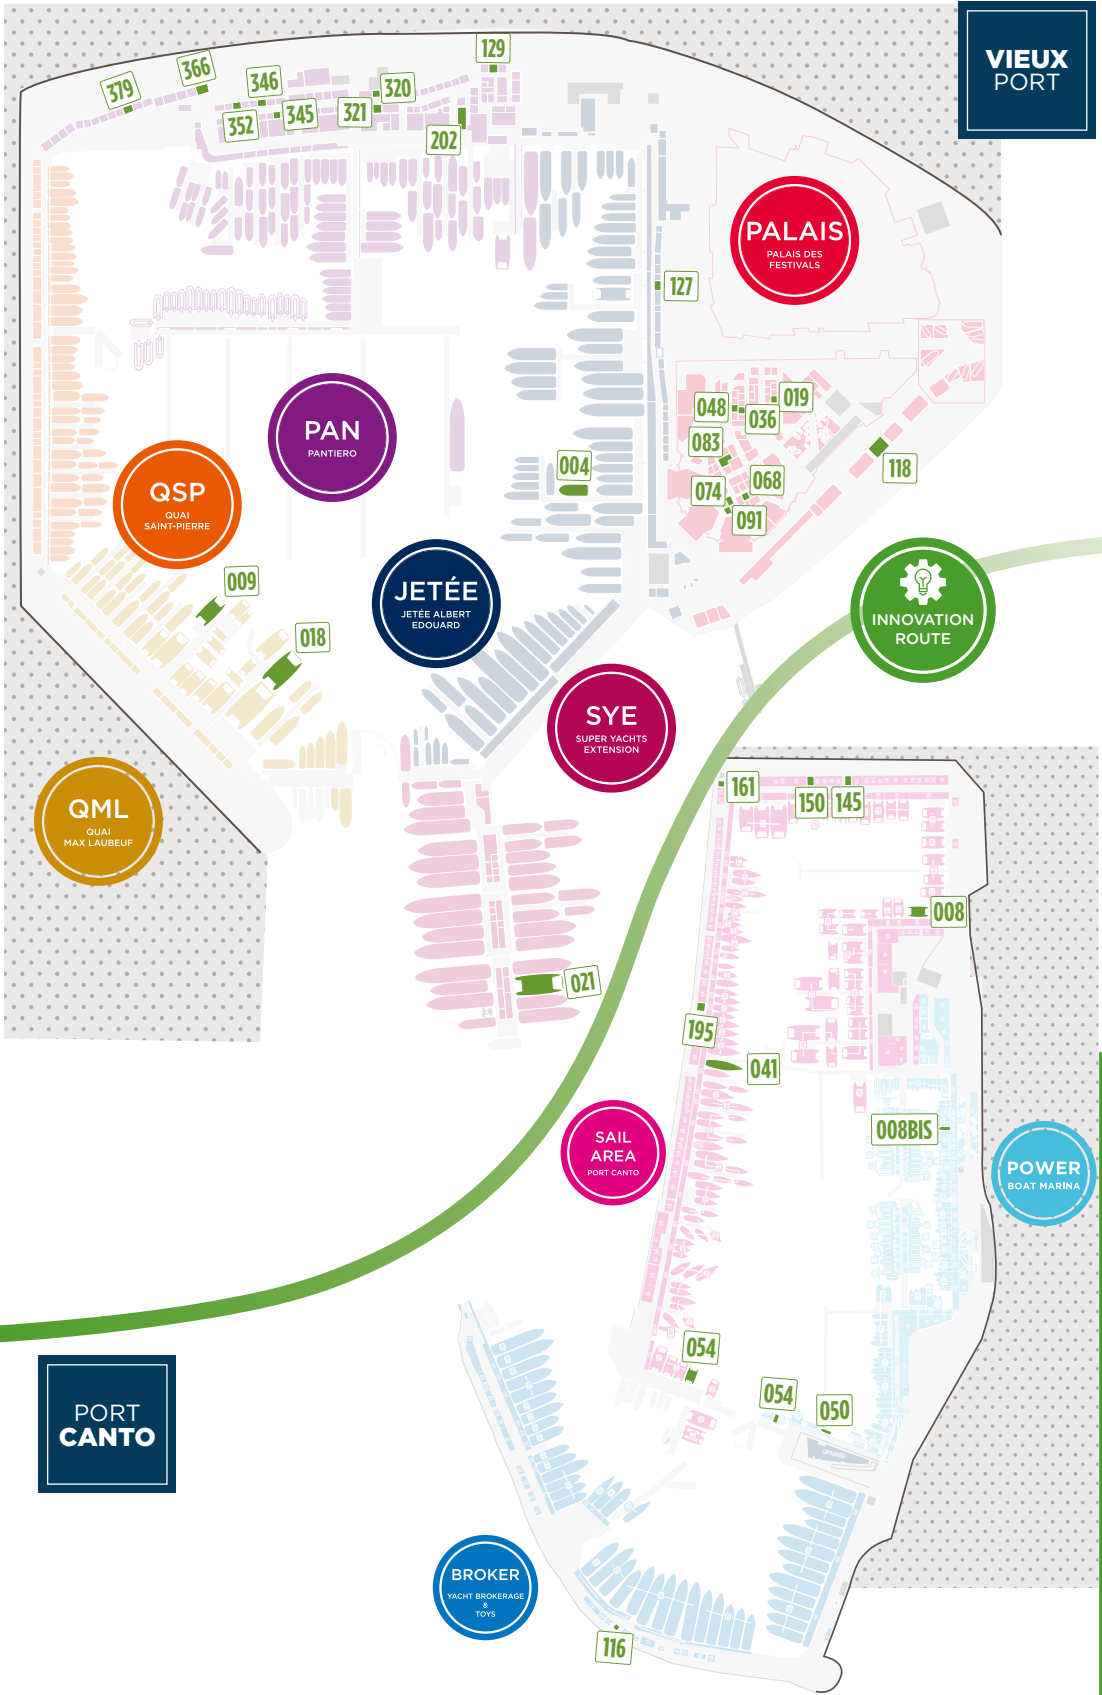 VIEUX
PORT
129
366
379
346
320
352
345
321
202
PALAIS
PALAIS DES
FESTIVALS
127
019
048
036
083
118
068
074
091
004
PAN
PANTIERO
QSP
QUAI
SAINT-PIERRE
009
018
JETÉE
JETÉE ALBERT
EDOUARD
INNOVATION
ROUTE
SYE
SUPER YACHTS
EXTENSION
QML
QUAI
MAX LAUBEUF
161
150
145
008
021
195
041
008BIS
SAIL
AREA
PORT CANTO
POWER
BOAT MARINA
054
054
050
PORT
CANTO
BROKER
YACHT BROKERAGE
&
TOYS
116